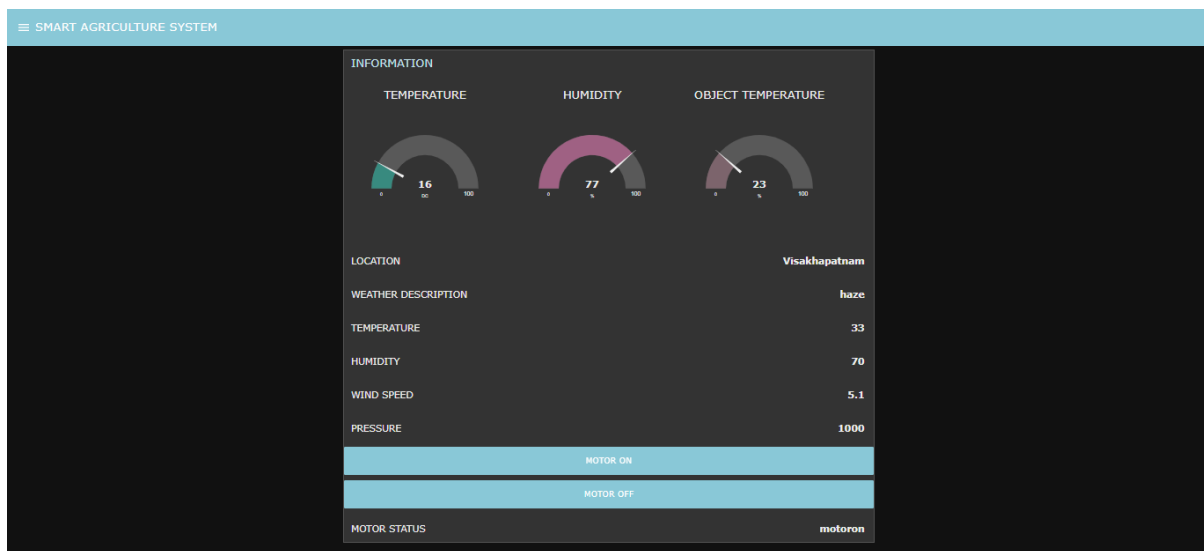 ≡ SMART AGRICULTURE SYSTEM
INFORMATION
TEMPERATURE HUMIDITY OBJECT TEMPERATURE
16 77 23
0 OC 100 0 % 100 0 % 100
LOCATION Visakhapatnam
WEATHER DESCRIPTION haze
TEMPERATURE 33
HUMIDITY 70
WIND SPEED 5.1
PRESSURE 1000
MOTOR ON
MOTOR OFF
MOTOR STATUS motoron